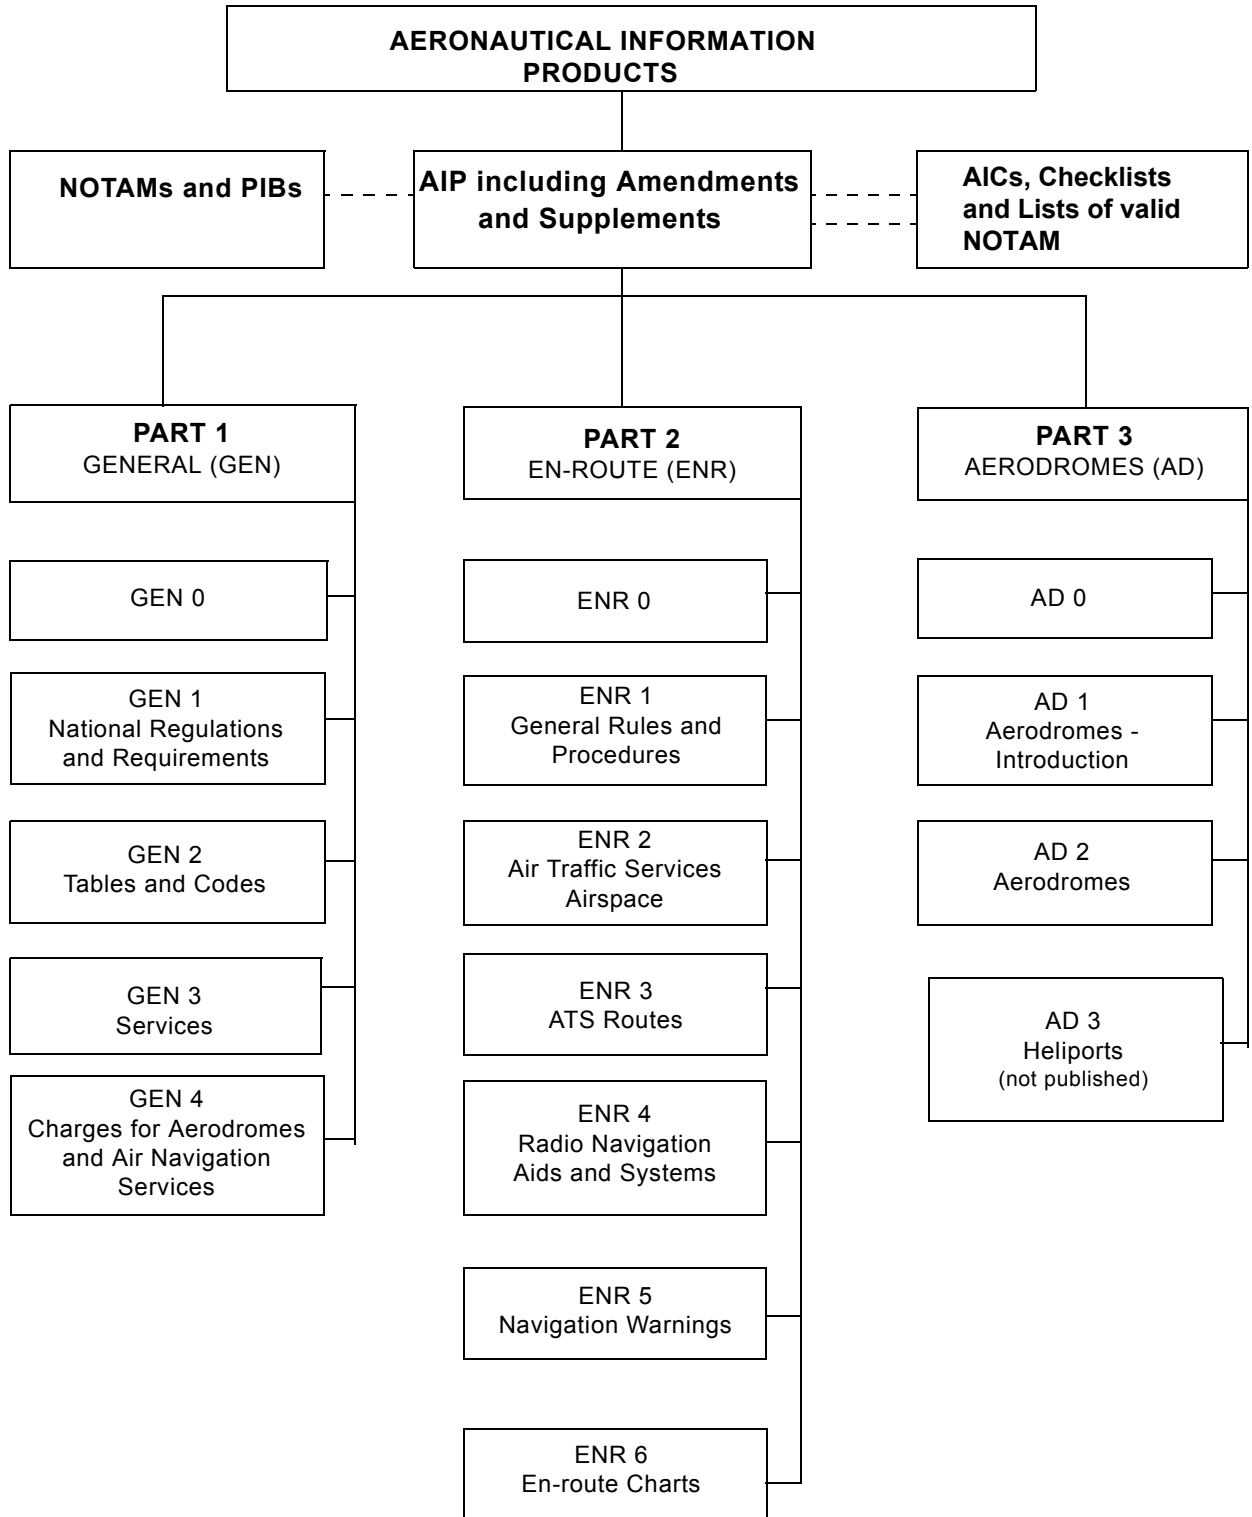 AERONAUTICAL INFORMATION
PRODUCTS
NOTAMs and PIBs
AIP including Amendments
and Supplements
AICs, Checklists
and Lists of valid
NOTAM
PART 1
GENERAL (GEN)
GEN 0
GEN 1
National Regulations
and Requirements
GEN 2
Tables and Codes
GEN 3
Services
GEN 4
Charges for Aerodromes
and Air Navigation
Services
PART 2
EN-ROUTE (ENR)
ENR 0
ENR 1
General Rules and
Procedures
ENR 2
Air Traffic Services
Airspace
ENR 3
ATS Routes
ENR 4
Radio Navigation
Aids and Systems
ENR 5
Navigation Warnings
ENR 6
En-route Charts
PART 3
AERODROMES (AD)
AD 0
AD 1
Aerodromes -
Introduction
AD 2
Aerodromes
AD 3
Heliports
(not published)